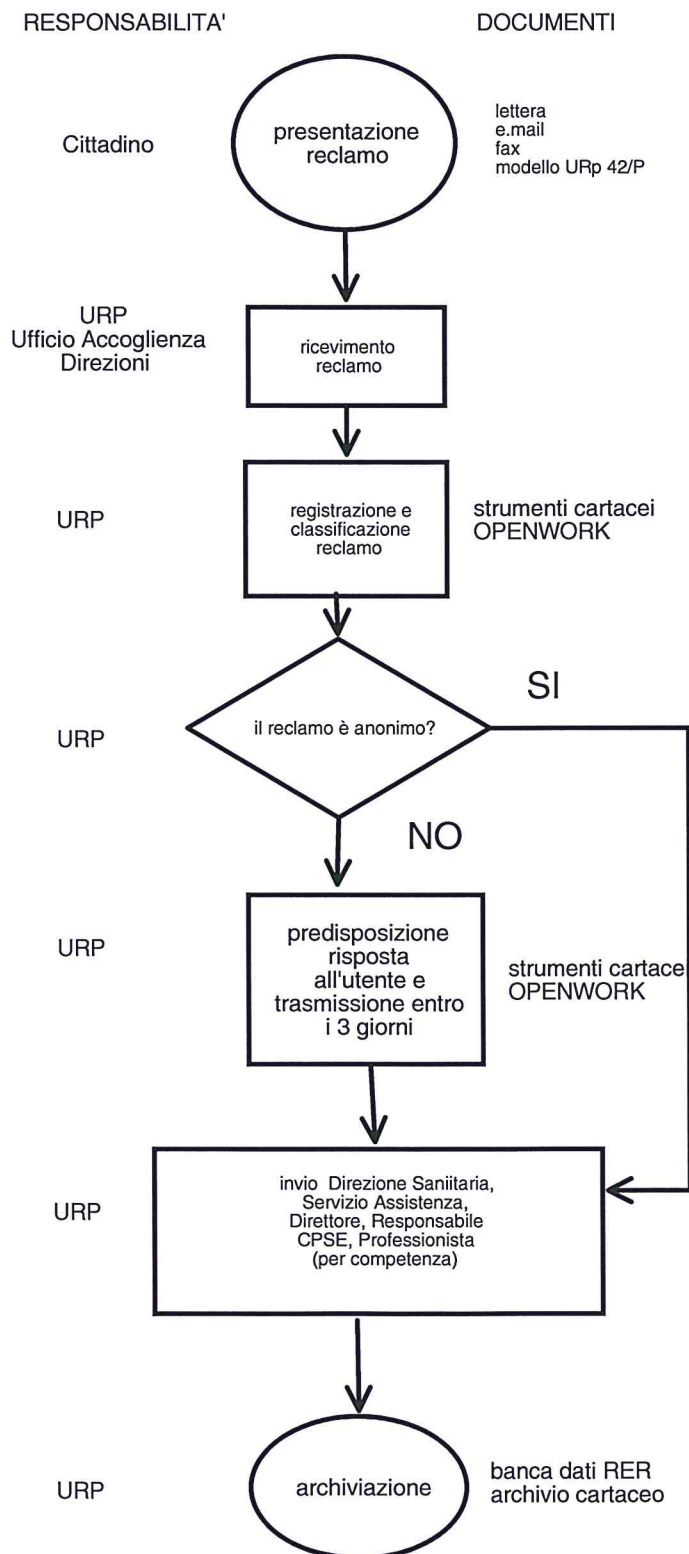 RESPONSABILITA'
DOCUMENTI
Cittadino
presentazione
reclamo
lettera
e.mail
fax
modello URp 42/P
URP
Ufficio Accoglienza
Direzioni
ricevimento
reclamo
URP
registrazione e
classificazione
reclamo
strumenti cartacei
OPENWORK
URP
il reclamo è anonimo?
SI
NO
URP
predisposizione
risposta
all'utente e
trasmissione entro
i 3 giorni
strumenti cartace
OPENWORK
URP
invio Direzione Saniitaria,
Servizio Assistenza,
Direttore, Responsabile
CPSE, Professionista
(per competenza)
URP
archiviazione
banca dati RER
archivio cartaceo